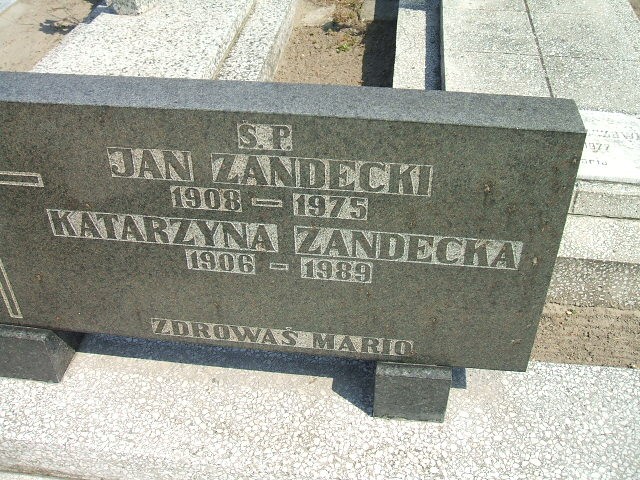 Ś.P.
JAN ZANDECKI
1908 - 1975
KATARZYNA ZANDECKA
1906 - 1989
ZDROWAŚ MARIO